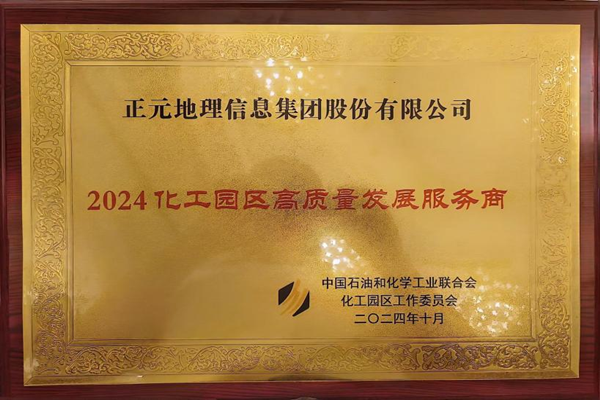 正元地理信息集团股份有限公司
2024化工园区高质量发展服务商
中国石油和化学工业联合会
化工园区工作委员会
二〇二四年十月